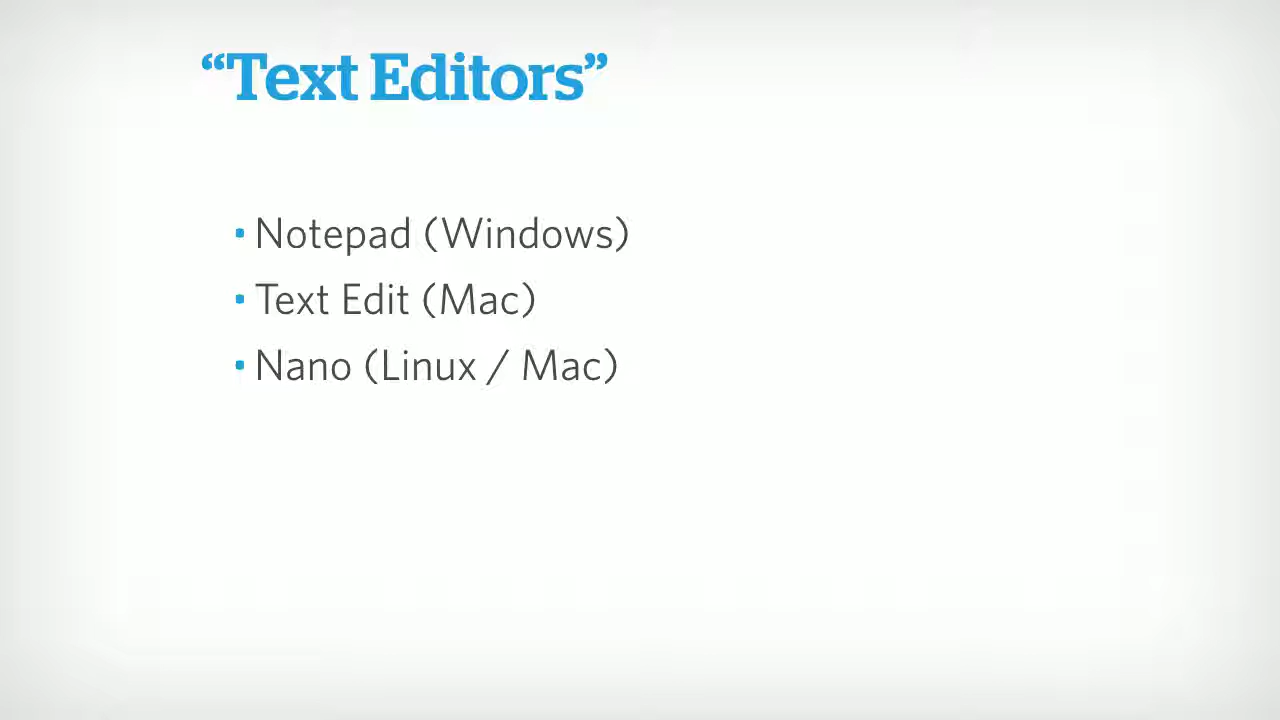 “Text Editors”
• Notepad (Windows)
• Text Edit (Mac)
• Nano (Linux / Mac)